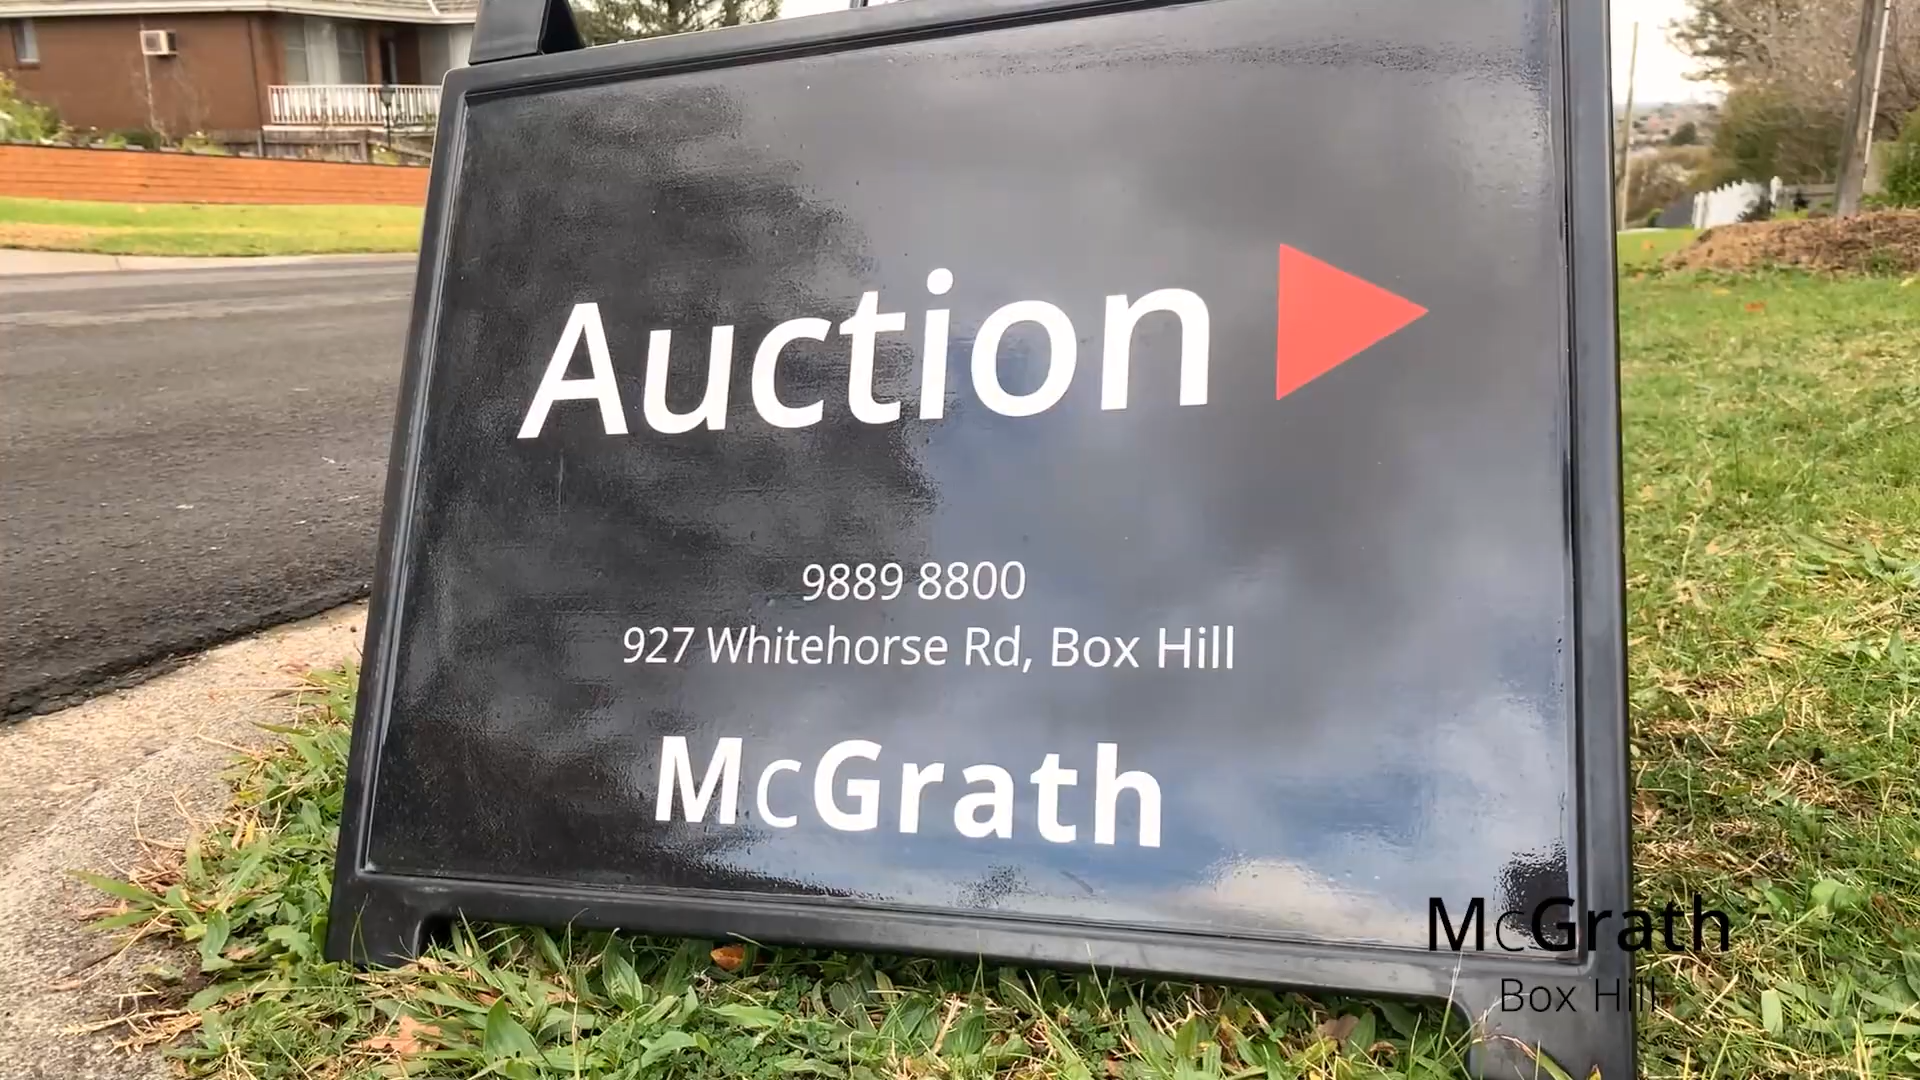 Auction
9889 8800
927 Whitehorse Rd, Box Hill
McGrath
McGrath
Box Hill